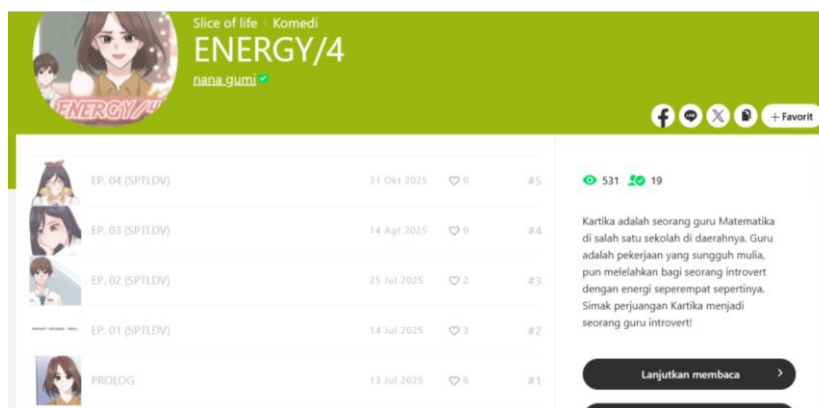 Slice of life Komedi
ENERGY/4
nana gumi
ENERGY/4
+ Favorit
EP. 04 (SPTLDV) 31 Okt 2025 0 #5
EP. 03 (SPTLDV) 14 Agt 2025 0 #4
EP. 02 (SPTLDV) 25 Jul 2025 2 #3
EP. 01 (SPTLDV) 14 Jul 2025 3 #2
PROLOG 13 Jul 2025 6 #1
531 19
Kartika adalah seorang guru Matematika
di salah satu sekolah di daerahnya. Guru
adalah pekerjaan yang sungguh mulia,
pun melelahkan bagi seorang introvert
dengan energi seperempat sepertinya.
Simak perjuangan Kartika menjadi
seorang guru introvert!
Lanjutkan membaca